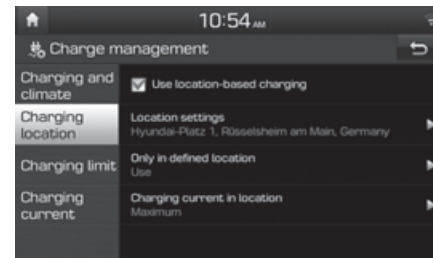 10:54 AM
Charge management
Charging and
climate
Use location-based charging
Charging
location
Location settings
Hyundai-Platz 1, Rüsselsheim am Main, Germany
Charging limit
Only in defined location
Use
Charging
current
Charging current in location
Maximum